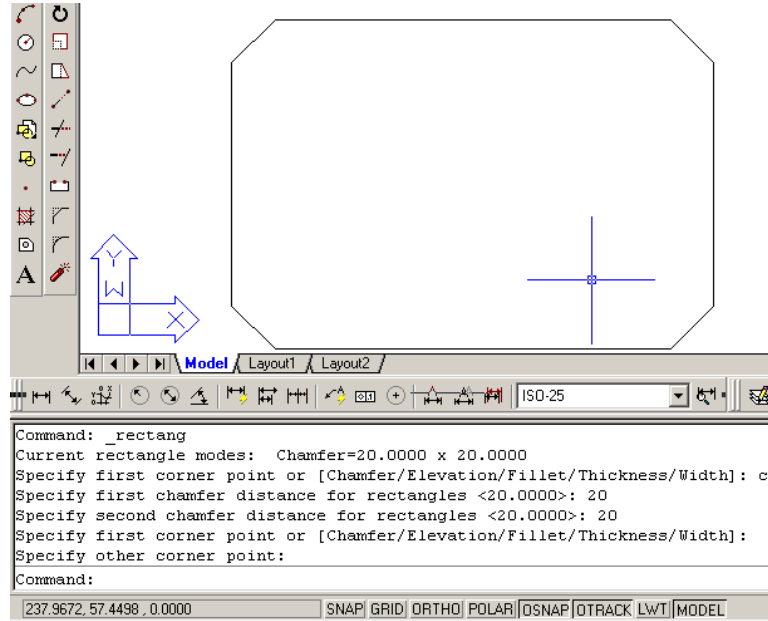 A
Y
W
X
Model Layout1 Layout2
ISO-25
Command: _rectang
Current rectangle modes:  Chamfer=20.0000 x 20.0000
Specify first corner point or [Chamfer/Elevation/Fillet/Thickness/Width]: c
Specify first chamfer distance for rectangles <20.0000>: 20
Specify second chamfer distance for rectangles <20.0000>: 20
Specify first corner point or [Chamfer/Elevation/Fillet/Thickness/Width]:
Specify other corner point:
Command:
237.9672, 57.4498 , 0.0000 SNAP GRID ORTHO POLAR OSNAP OTRACK LWT MODEL